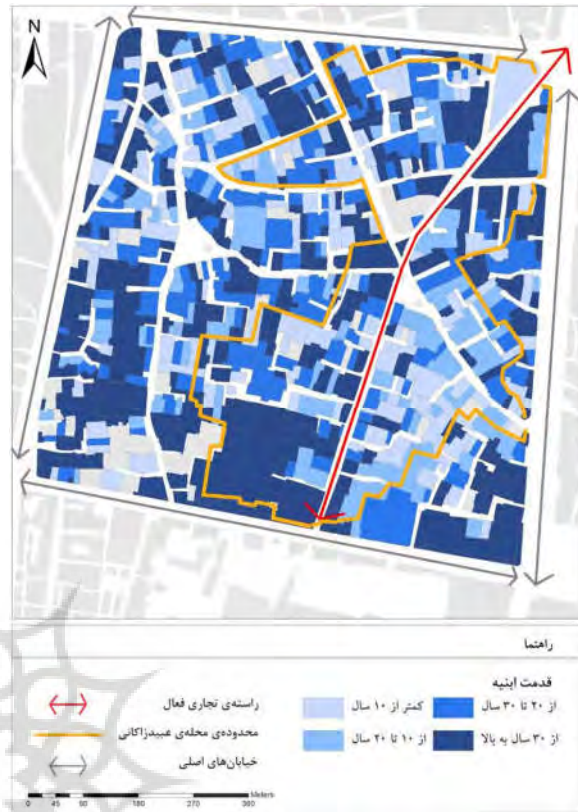 N
راهنما
قدمت ابنیه
از ۲۰ تا ۳۰ سال
کمتر از ۱۰ سال
از ۳۰ سال به بالا
از ۱۰ تا ۲۰ سال
راسته‌ی تجاری فعال
محدوده‌ی محله‌ی عبیدزاکانی
خیابان‌های اصلی
Meters
0 45 90 180 270 360